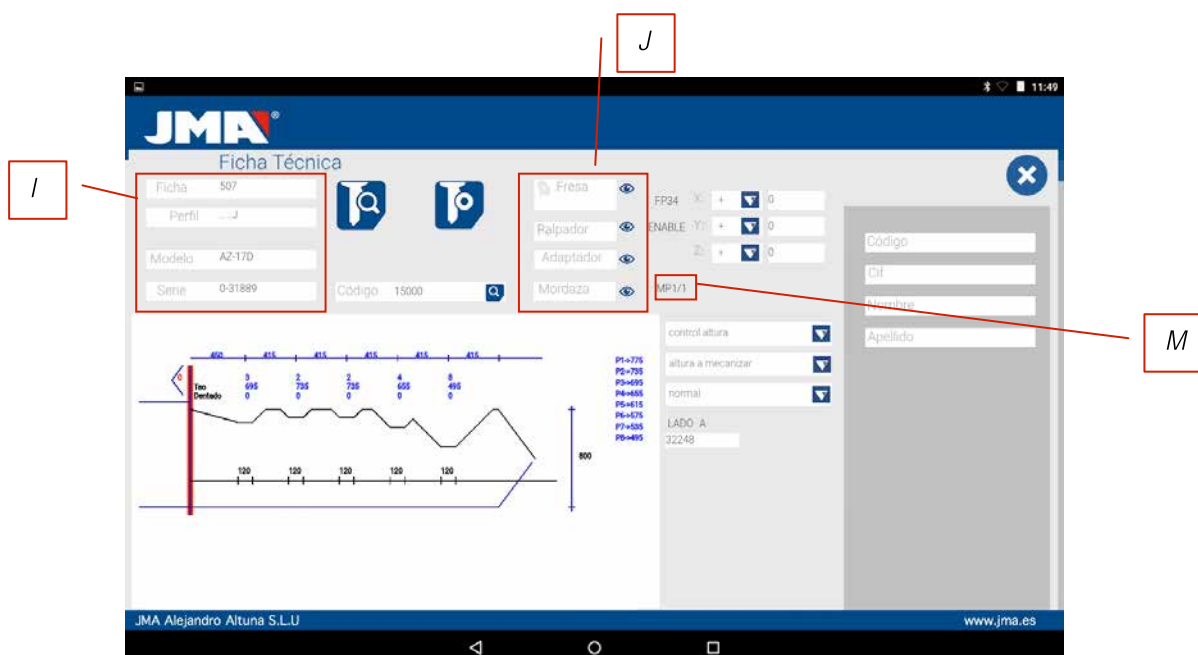 J
11:49
JMA®
Ficha Técnica
I
Ficha 507
Perfil ....J
Modelo AZ-17D
Serie 0-31889
Código 15000
Fresa
Palpador
Adaptador
Mordaza
FP34 X: + 0
ENABLE Y: + 0
Z: + 0
MP1/1
Código
Cif
Nombre
Apellido
M
control altura
altura a mecanizar
normal
LADO A
32248
450 415 415 415 415 415
0 3 2 2 4 8
Teo 695 735 735 655 495
Dentado 0 0 0 0 0
P1->775
P2->735
P3->695
P4->655
P5->615
P6->575
P7->535
P8->495
800
120 120 120 120 120
JMA Alejandro Altuna S.L.U
www.jma.es